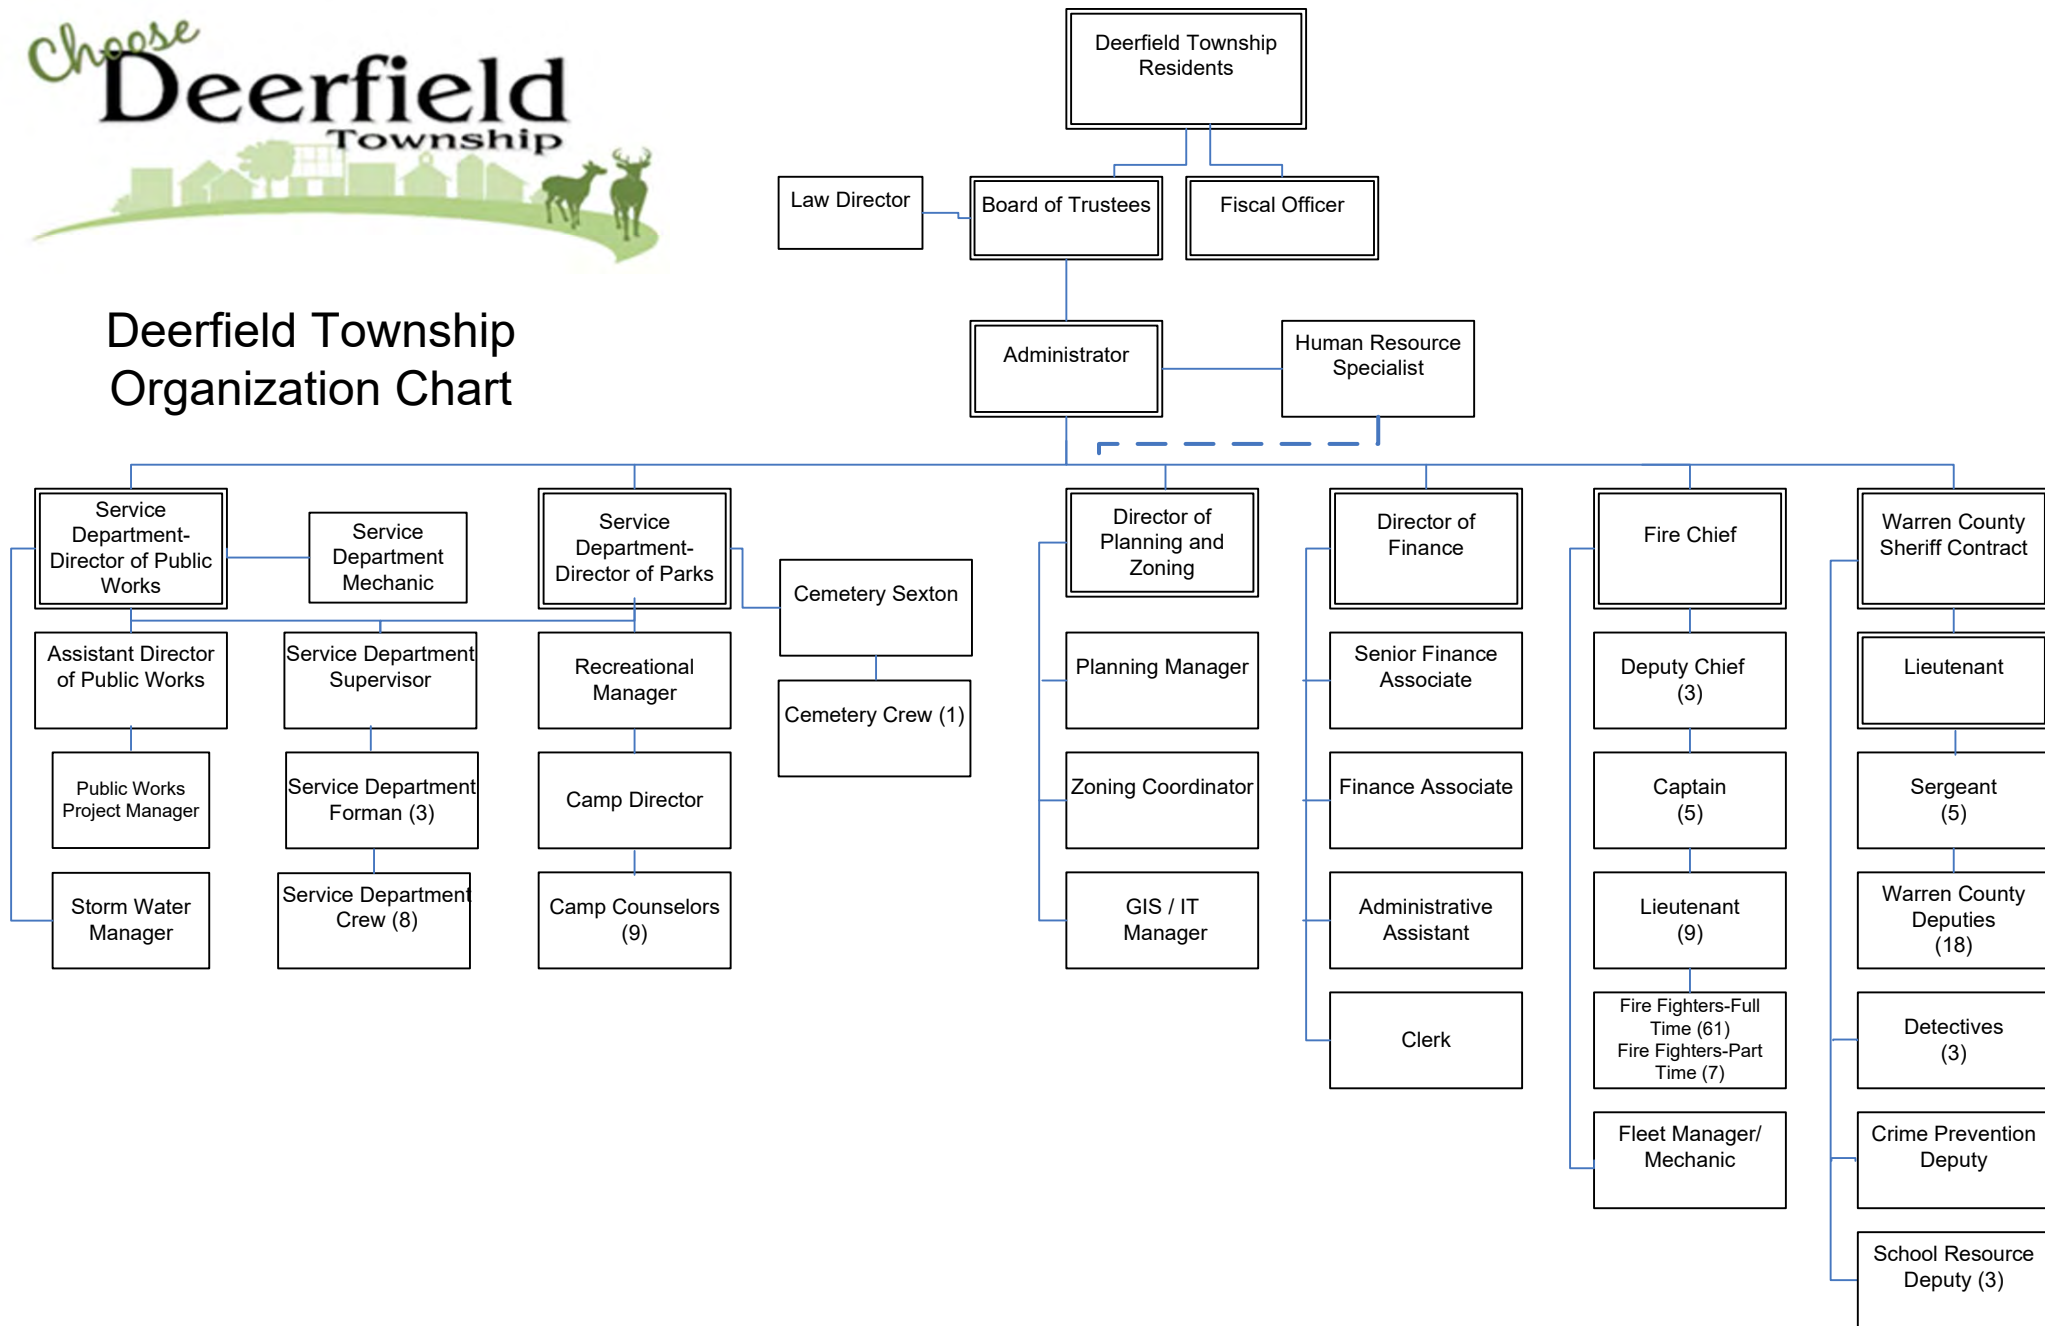 Choose
Deerfield
Township
Deerfield Township
Organization Chart
Deerfield Township
Residents
Law Director
Board of Trustees
Fiscal Officer
Administrator
Human Resource
Specialist
Service
Department-
Director of Public
Works
Service
Department
Mechanic
Service
Department-
Director of Parks
Cemetery Sexton
Cemetery Crew (1)
Director of
Planning and
Zoning
Director of
Finance
Fire Chief
Warren County
Sheriff Contract
Assistant Director
of Public Works
Service Department
Supervisor
Recreational
Manager
Planning Manager
Senior Finance
Associate
Deputy Chief
(3)
Lieutenant
Public Works
Project Manager
Service Department
Forman (3)
Camp Director
Zoning Coordinator
Finance Associate
Captain
(5)
Sergeant
(5)
Storm Water
Manager
Service Department
Crew (8)
Camp Counselors
(9)
GIS / IT
Manager
Administrative
Assistant
Lieutenant
(9)
Warren County
Deputies
(18)
Clerk
Fire Fighters-Full
Time (61)
Fire Fighters-Part
Time (7)
Detectives
(3)
Fleet Manager/
Mechanic
Crime Prevention
Deputy
School Resource
Deputy (3)